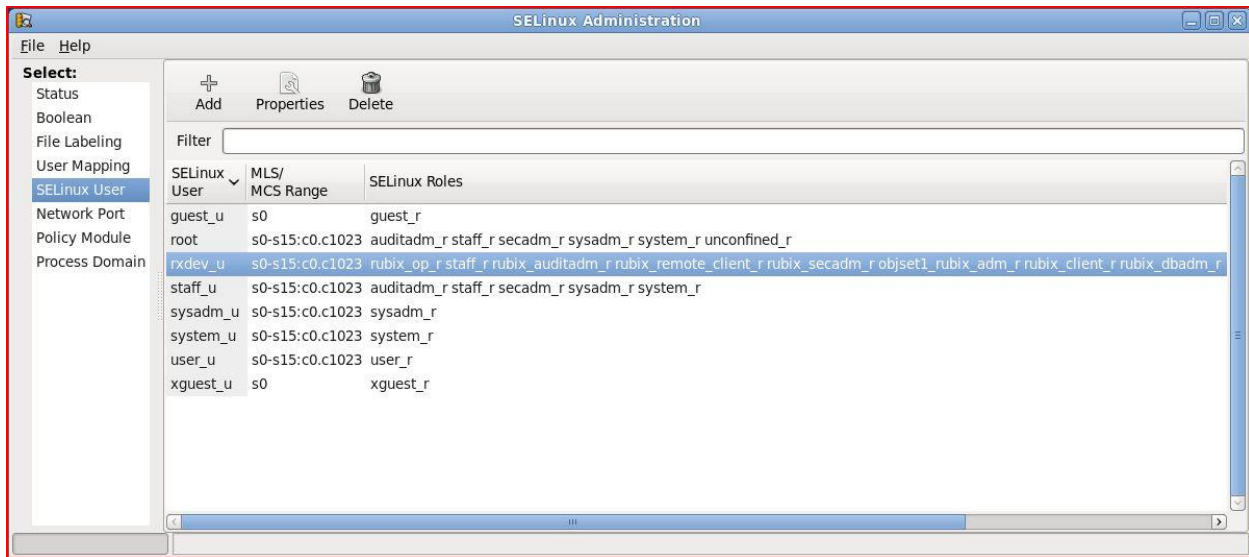 SELinux Administration
File Help
Select:
Status
Boolean
File Labeling
User Mapping
SELinux User
Network Port
Policy Module
Process Domain
Add Properties Delete
Filter
SELinux User MLS/ MCS Range SELinux Roles
guest_u s0 guest_r
root s0-s15:c0.c1023 auditadm_r staff_r secadm_r sysadm_r system_r unconfined_r
rxdev_u s0-s15:c0.c1023 rubix_op_r staff_r rubix_auditadm_r rubix_remote_client_r rubix_secadm_r objset1_rubix_adm_r rubix_client_r rubix_dbadm_r
staff_u s0-s15:c0.c1023 auditadm_r staff_r secadm_r sysadm_r system_r
sysadm_u s0-s15:c0.c1023 sysadm_r
system_u s0-s15:c0.c1023 system_r
user_u s0-s15:c0.c1023 user_r
xguest_u s0 xguest_r